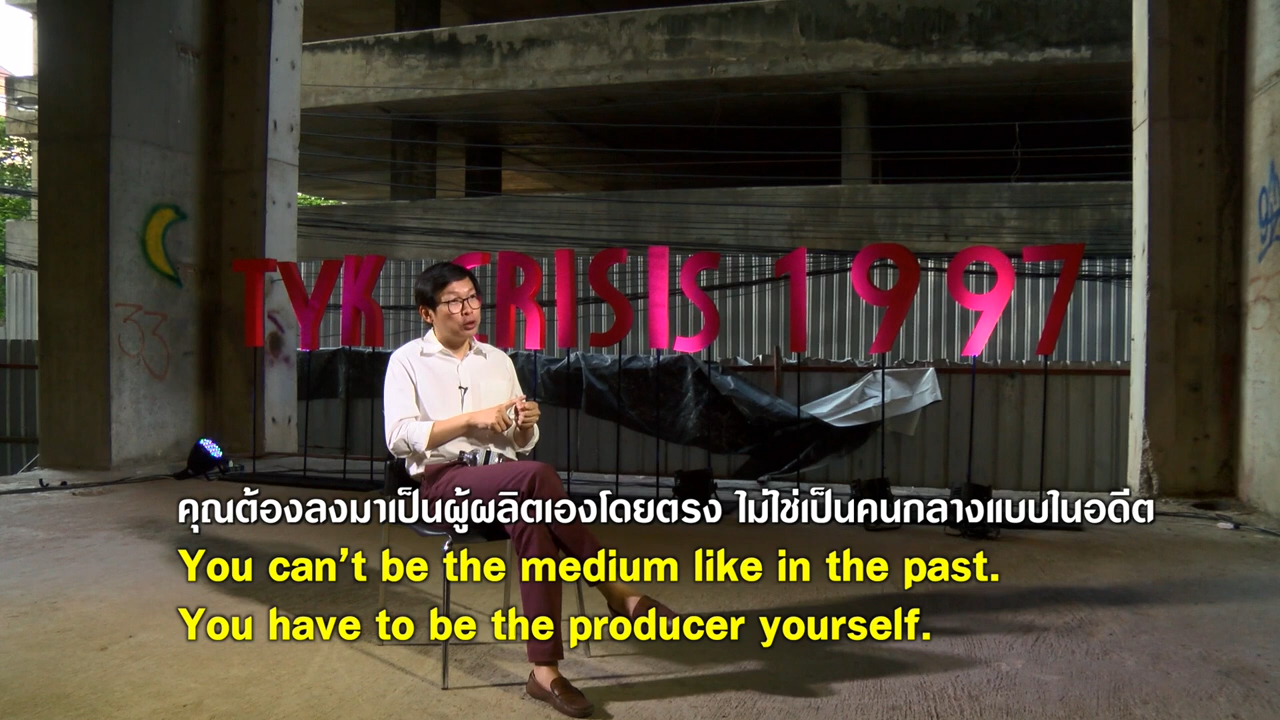 TYK CRISIS 1997
33
คุณต้องลงมาเป็นผู้ผลิตเองโดยตรง ไม่ใช่เป็นคนกลางแบบในอดีต
You can't be the medium like in the past.
You have to be the producer yourself.